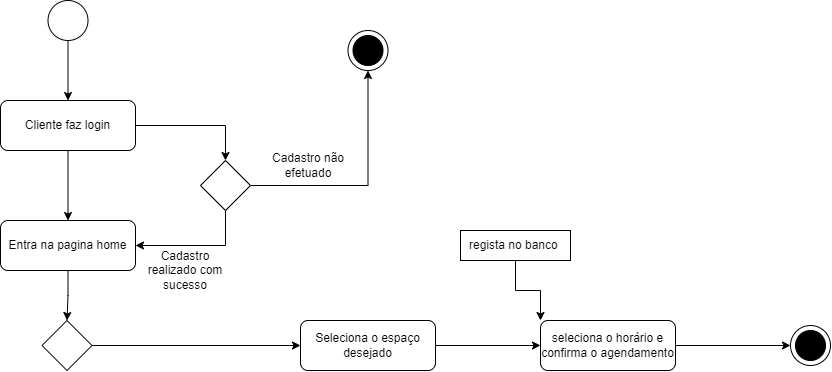 Cliente faz login
Cadastro não
efetuado
Entra na pagina home
Cadastro
realizado com
sucesso
regista no banco
Seleciona o espaço
desejado
seleciona o horário e
confirma o agendamento